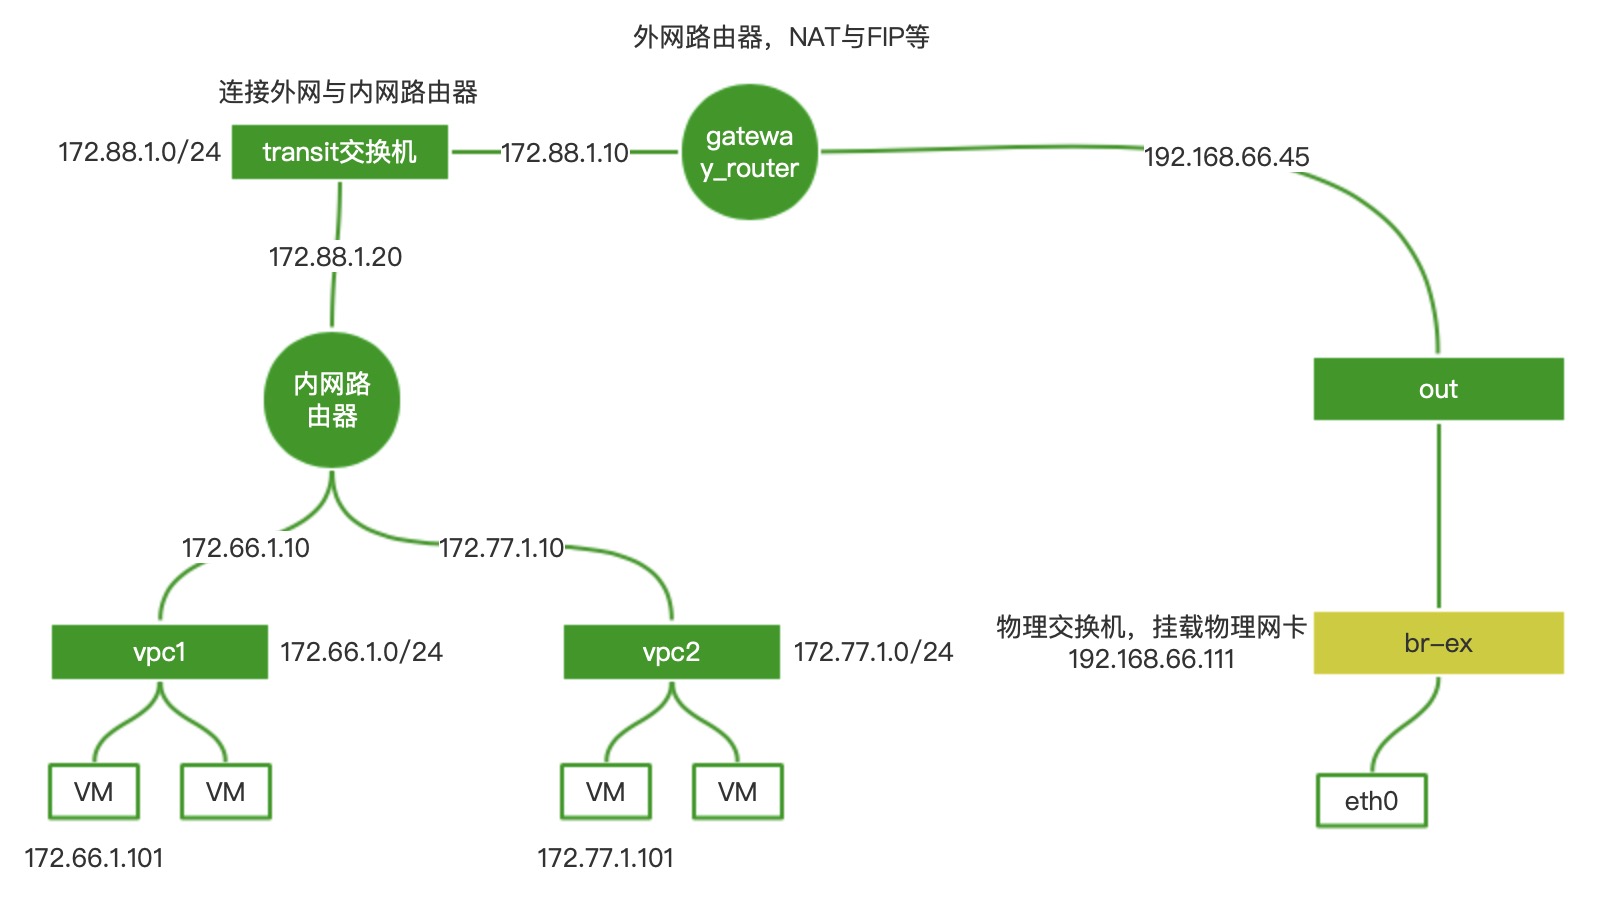 外网路由器，NAT与FIP等
连接外网与内网路由器
172.88.1.0/24
transit交换机
172.88.1.10
gatewa
y_router
192.168.66.45
172.88.1.20
内网路
由器
out
172.66.1.10
172.77.1.10
vpc1
172.66.1.0/24
vpc2
172.77.1.0/24
物理交换机，挂载物理网卡
192.168.66.111
br-ex
VM
VM
VM
VM
eth0
172.66.1.101
172.77.1.101